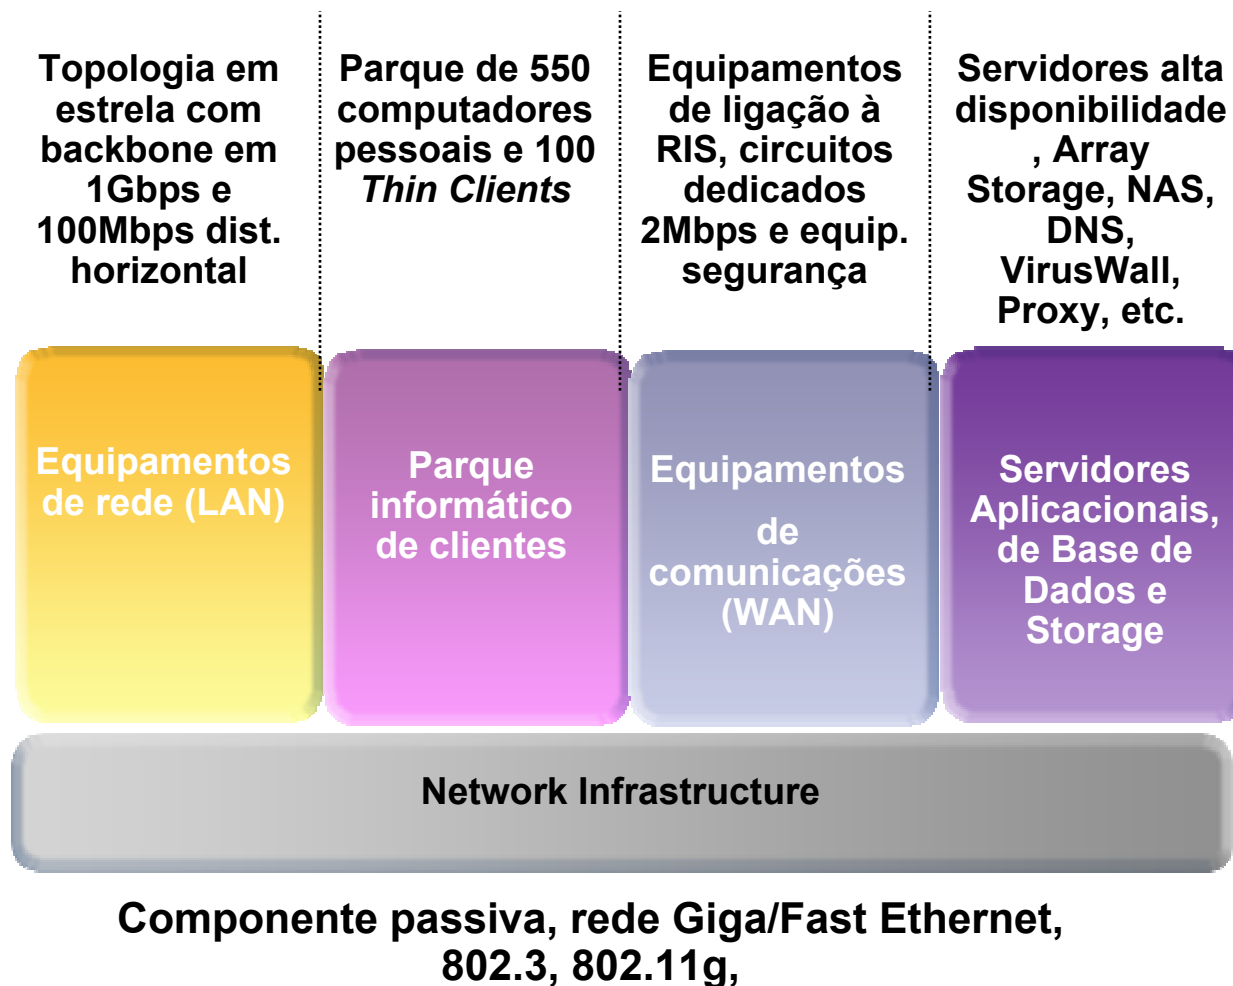 Topologia em
estrela com
backbone em
1Gbps e
100Mbps dist.
horizontal
Parque de 550
computadores
pessoais e 100
Thin Clients
Equipamentos
de ligação à
RIS, circuitos
dedicados
2Mbps e equip.
segurança
Servidores alta
disponibilidade
, Array
Storage, NAS,
DNS,
VirusWall,
Proxy, etc.
Equipamentos
de rede (LAN)
Parque
informático
de clientes
Equipamentos
de
comunicações
(WAN)
Servidores
Aplicacionais,
de Base de
Dados e
Storage
Network Infrastructure
Componente passiva, rede Giga/Fast Ethernet,
802.3, 802.11g,